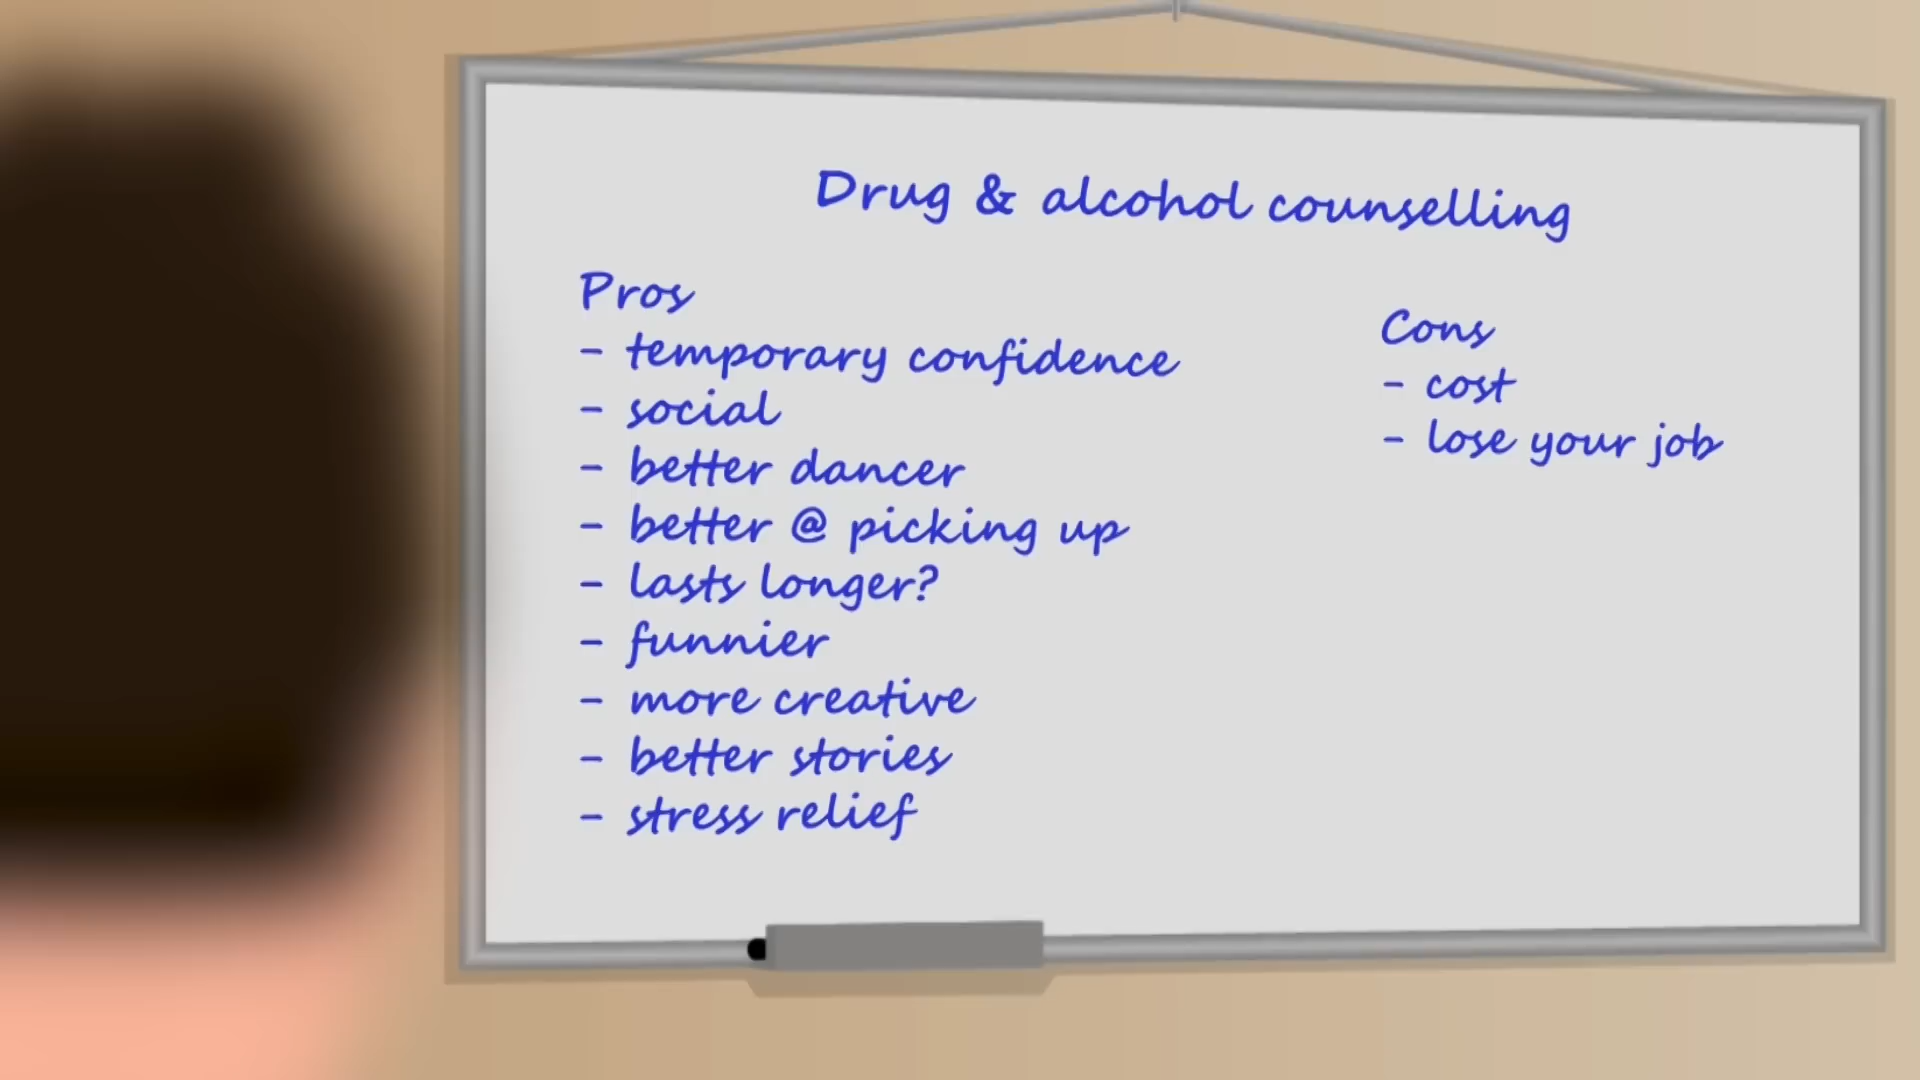 Drug & alcohol counselling
Pros
- temporary confidence
- social
- better dancer
- better @ picking up
- lasts longer?
- funnier
- more creative
- better stories
- stress relief
Cons
- cost
- lose your job